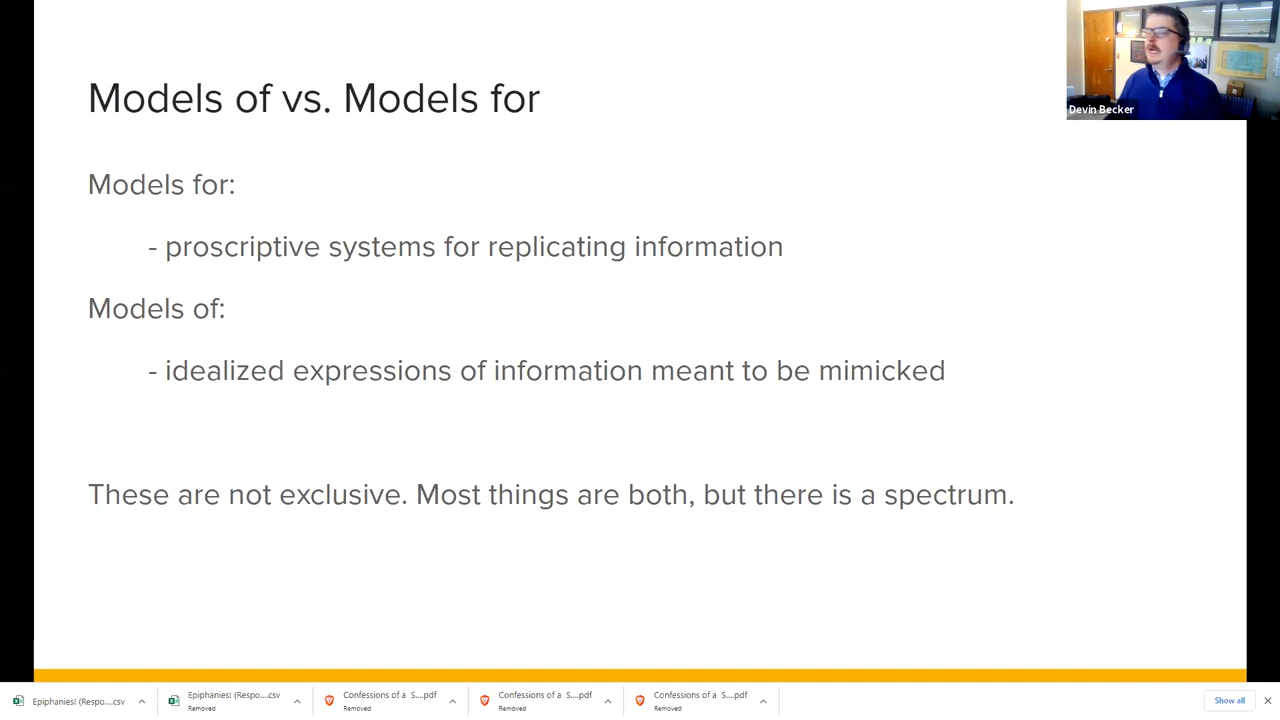 Models of vs. Models for
Devin Becker
Models for:
- proscriptive systems for replicating information
Models of:
- idealized expressions of information meant to be mimicked
These are not exclusive. Most things are both, but there is a spectrum.
Epiphanies! (Respo....csv
Epiphanies! (Respo....csv
Removed
Confessions of a S....pdf
Removed
Confessions of a S....pdf
Removed
Confessions of a S....pdf
Removed
Show all